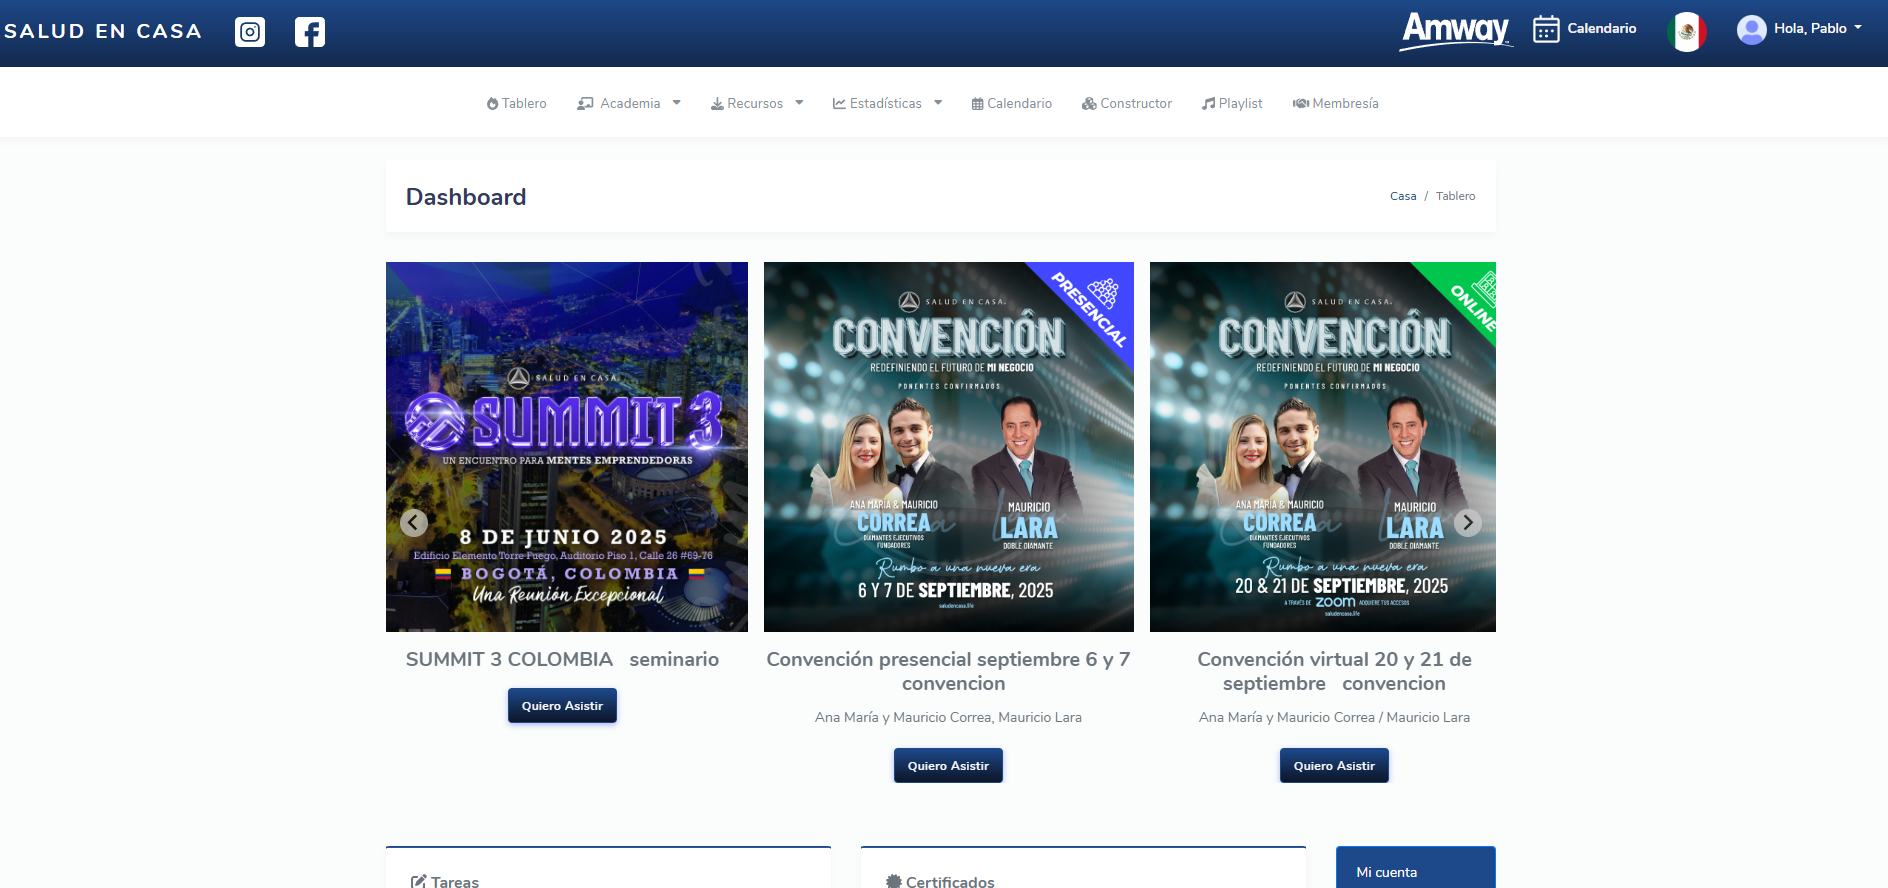 SALUD EN CASA
Amway
Calendario
Hola, Pablo
Tablero
Academia
Recursos
Estadísticas
Calendario
Constructor
Playlist
Membresía
Dashboard
Casa / Tablero
SALUD EN CASA
SUMMIT 3
UN ENCUENTRO PARA MENTES EMPRENDEDORAS
8 DE JUNIO 2025
Edificio Elemento Torre Fuego, Auditorio Piso 1, Calle 26 #69-76
BOGOTÁ, COLOMBIA
Una Reunión Excepcional
SUMMIT 3 COLOMBIA seminario
Quiero Asistir
PRESENCIAL
SALUD EN CASA
CONVENCIÓN
REDEFINIENDO EL FUTURO DE MI NEGOCIO
PONENTES CONFIRMADOS
ANA MARÍA & MAURICIO
CORREA
DIAMANTES EJECUTIVOS
FUNDADORES
MAURICIO
LARA
DOBLE DIAMANTE
Rumbo a una nueva era
6 Y 7 DE SEPTIEMBRE, 2025
saludencasa.life
Convención presencial septiembre 6 y 7
convencion
Ana María y Mauricio Correa, Mauricio Lara
Quiero Asistir
ONLINE
SALUD EN CASA
CONVENCIÓN
REDEFINIENDO EL FUTURO DE MI NEGOCIO
PONENTES CONFIRMADOS
ANA MARÍA & MAURICIO
CORREA
DIAMANTES EJECUTIVOS
FUNDADORES
MAURICIO
LARA
DOBLE DIAMANTE
Rumbo a una nueva era
20 & 21 DE SEPTIEMBRE, 2025
A TRAVÉS DE zoom ADQUIERE TUS ACCESOS
saludencasa.life
Convención virtual 20 y 21 de
septiembre convencion
Ana María y Mauricio Correa / Mauricio Lara
Quiero Asistir
Tareas
Certificados
Mi cuenta